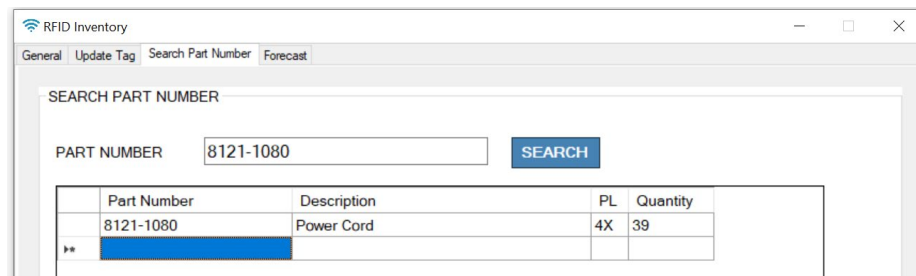 RFID Inventory
General Update Tag Search Part Number Forecast
SEARCH PART NUMBER
PART NUMBER 8121-1080 SEARCH
Part Number Description PL Quantity
8121-1080 Power Cord 4X 39